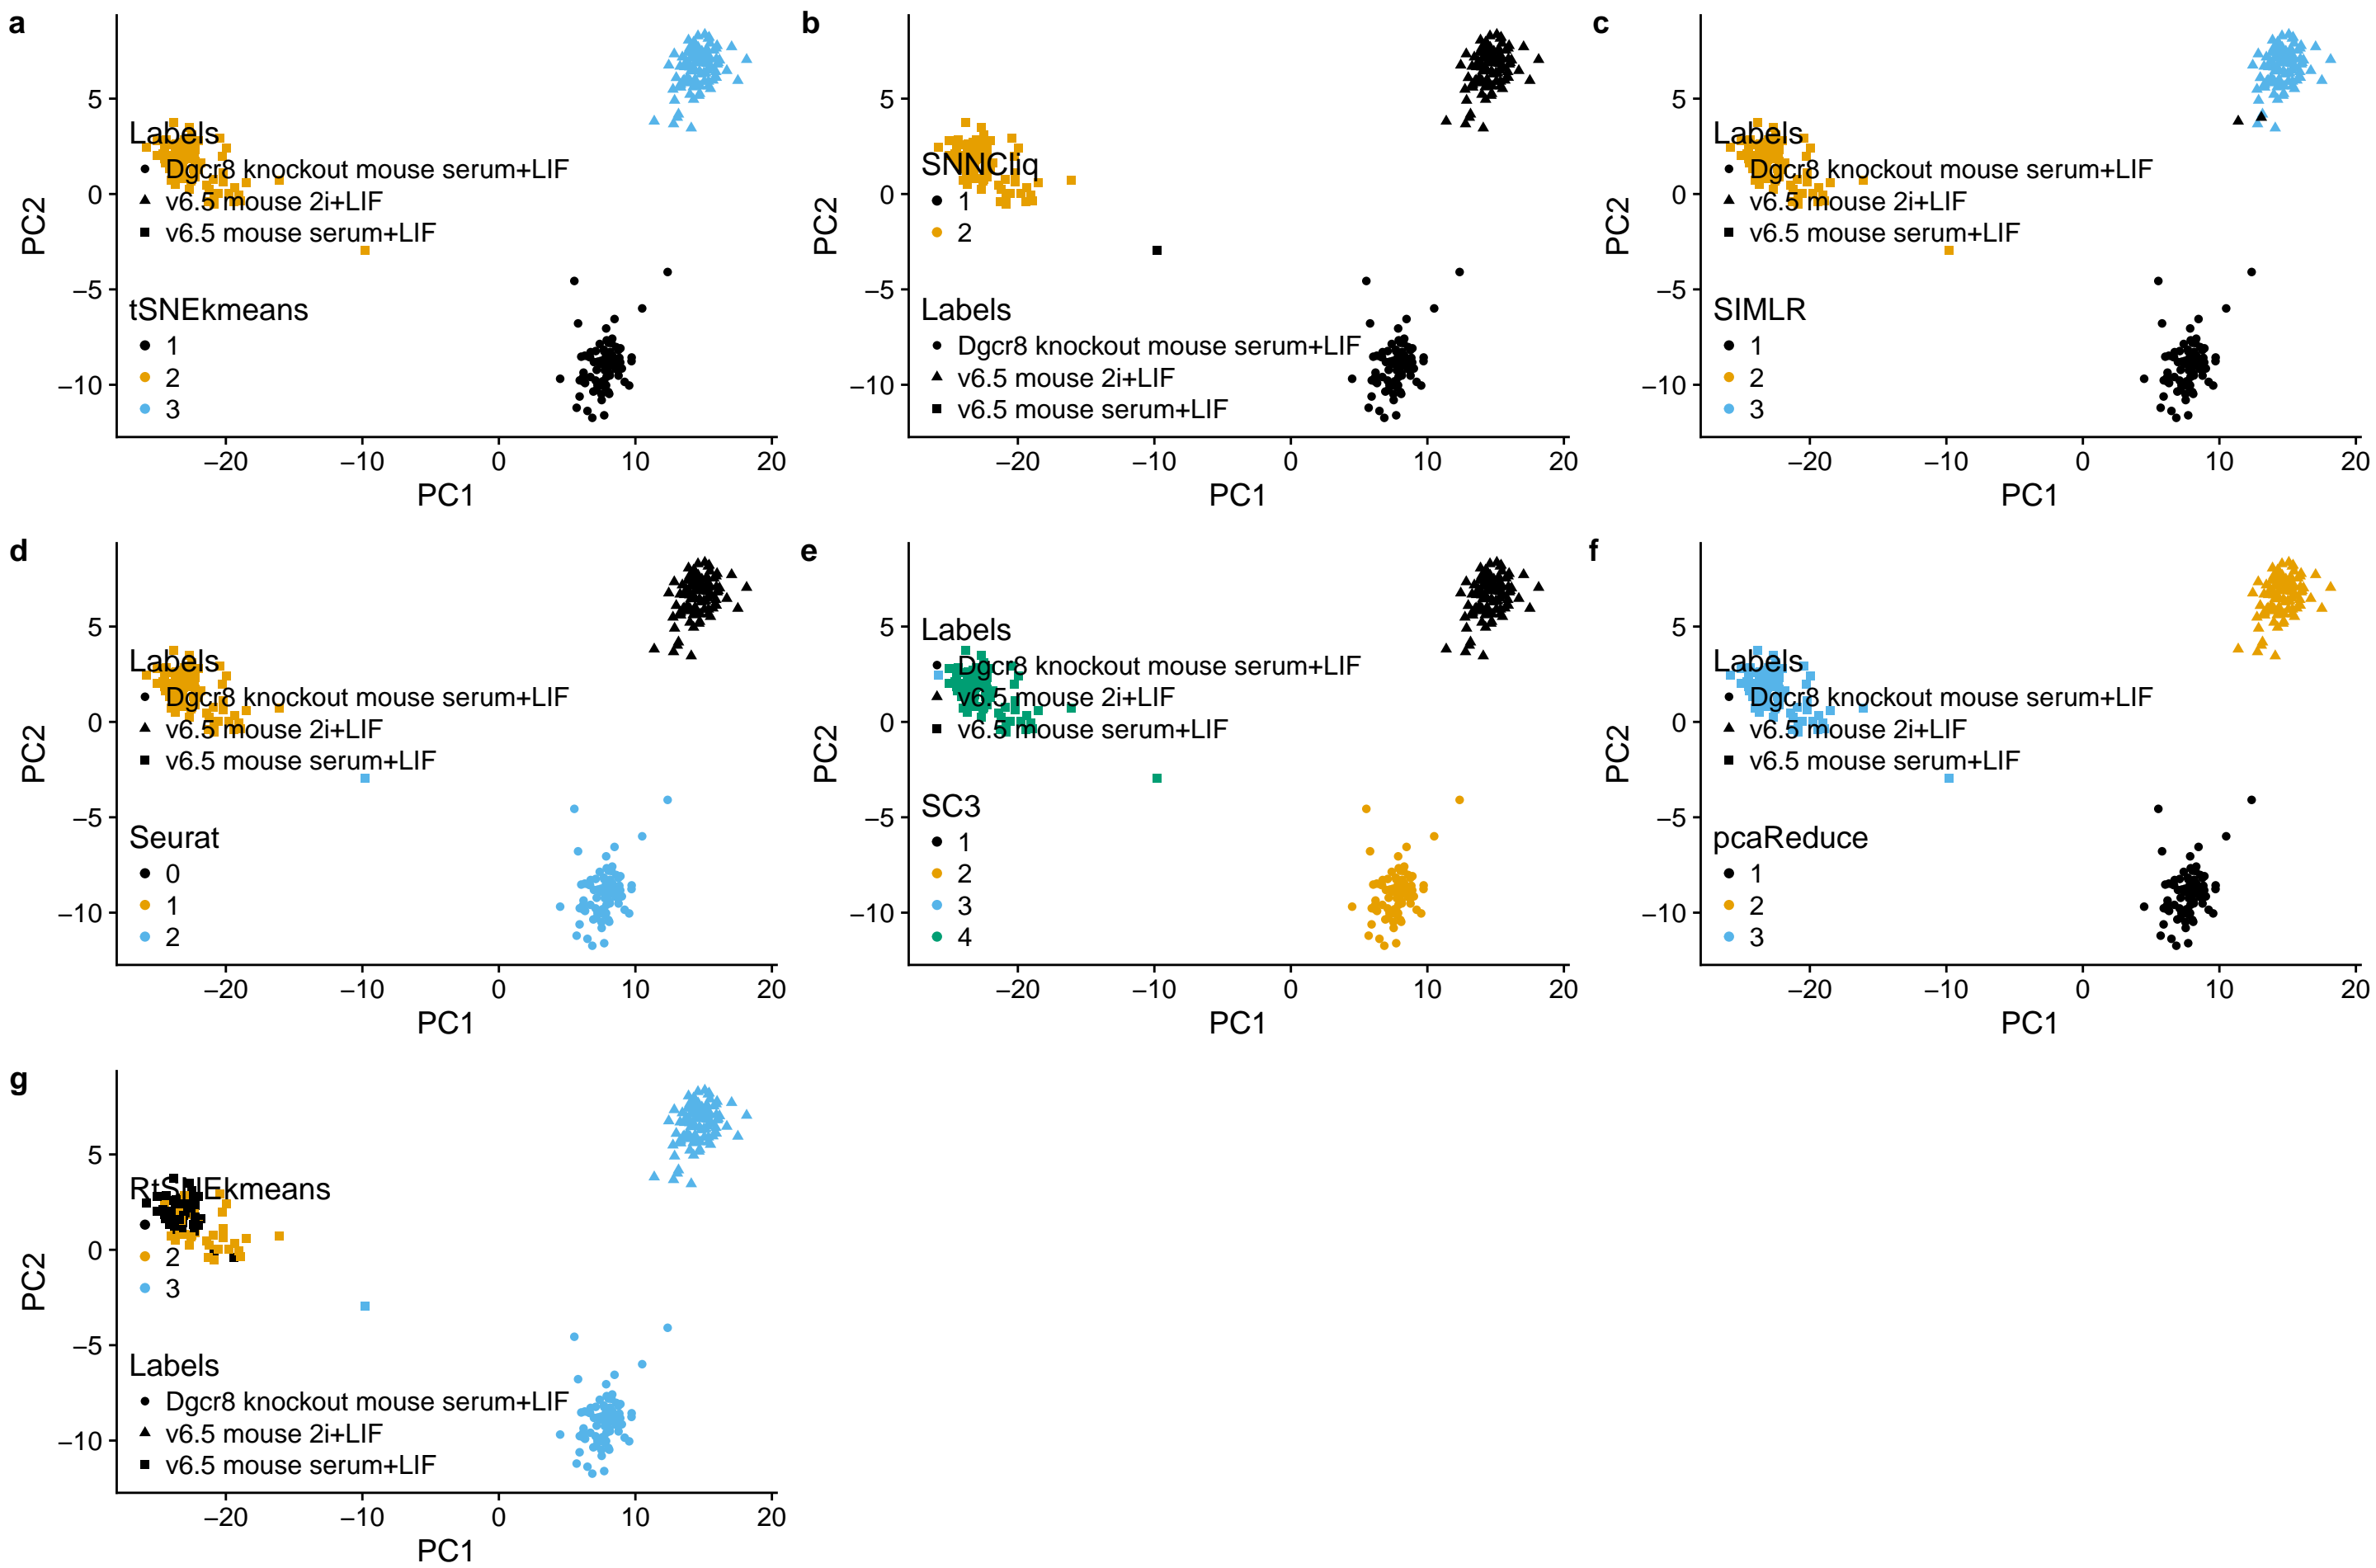 a
Labels
Dgcr8 knockout mouse serum+LIF
v6.5 mouse 2i+LIF
v6.5 mouse serum+LIF
tSNEkmeans
1
2
3
5
0
−5
−10
PC2
−20 −10 0 10 20
PC1
b
SNNCliq
1
2
Labels
Dgcr8 knockout mouse serum+LIF
v6.5 mouse 2i+LIF
v6.5 mouse serum+LIF
5
0
−5
−10
PC2
−20 −10 0 10 20
PC1
c
Labels
Dgcr8 knockout mouse serum+LIF
v6.5 mouse 2i+LIF
v6.5 mouse serum+LIF
SIMLR
1
2
3
5
0
−5
−10
PC2
−20 −10 0 10 20
PC1
d
Labels
Dgcr8 knockout mouse serum+LIF
v6.5 mouse 2i+LIF
v6.5 mouse serum+LIF
Seurat
0
1
2
5
0
−5
−10
PC2
−20 −10 0 10 20
PC1
e
Labels
Dgcr8 knockout mouse serum+LIF
v6.5 mouse 2i+LIF
v6.5 mouse serum+LIF
SC3
1
2
3
4
5
0
−5
−10
PC2
−20 −10 0 10 20
PC1
f
Labels
Dgcr8 knockout mouse serum+LIF
v6.5 mouse 2i+LIF
v6.5 mouse serum+LIF
pcaReduce
1
2
3
5
0
−5
−10
PC2
−20 −10 0 10 20
PC1
g
RtSNEkmeans
2
3
Labels
Dgcr8 knockout mouse serum+LIF
v6.5 mouse 2i+LIF
v6.5 mouse serum+LIF
5
0
−5
−10
PC2
−20 −10 0 10 20
PC1